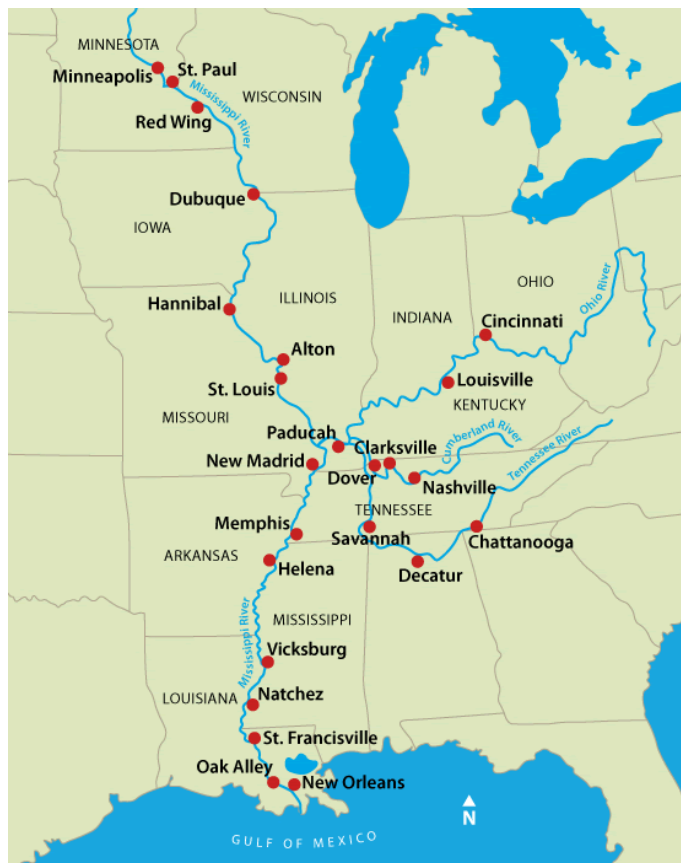 MINNESOTA
Minneapolis
St. Paul
Mississippi River
WISCONSIN
Red Wing
Dubuque
IOWA
Hannibal
ILLINOIS
INDIANA
OHIO
Ohio River
Cincinnati
Alton
St. Louis
Louisville
KENTUCKY
MISSOURI
Paducah
Clarksville
Cumberland River
Tennessee River
New Madrid
Dover
Nashville
TENNESSEE
Memphis
Savannah
Chattanooga
ARKANSAS
Helena
Decatur
MISSISSIPPI
Mississippi River
Vicksburg
LOUISIANA
Natchez
St. Francisville
Oak Alley
New Orleans
N
GULF OF MEXICO